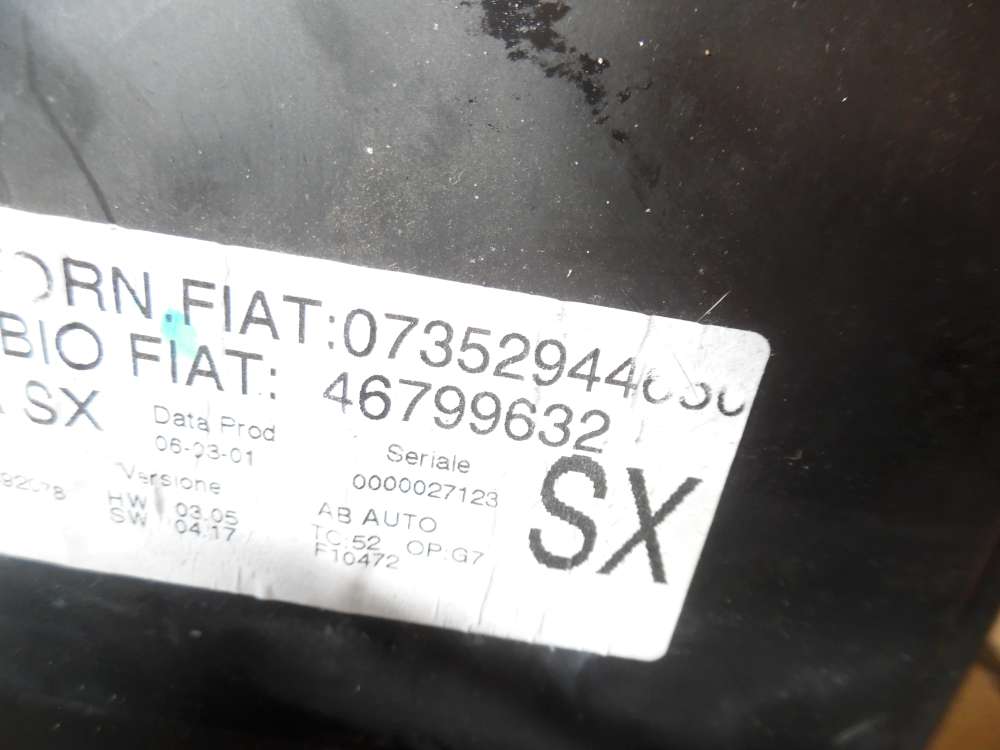 FORN. FIAT: 07352944
BIO FIAT: 46799632
SX
Data Prod
06-03-01
Seriale
0000027123
Versione
HW 03.05
SW 04.17
AB AUTO
TC:52 OP:G7
F10472
SX